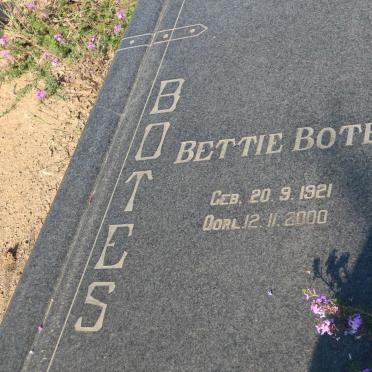 BOTES
BETTIE BOTE
GEB. 20. 9. 1921
OORL. 12. 11. 2000